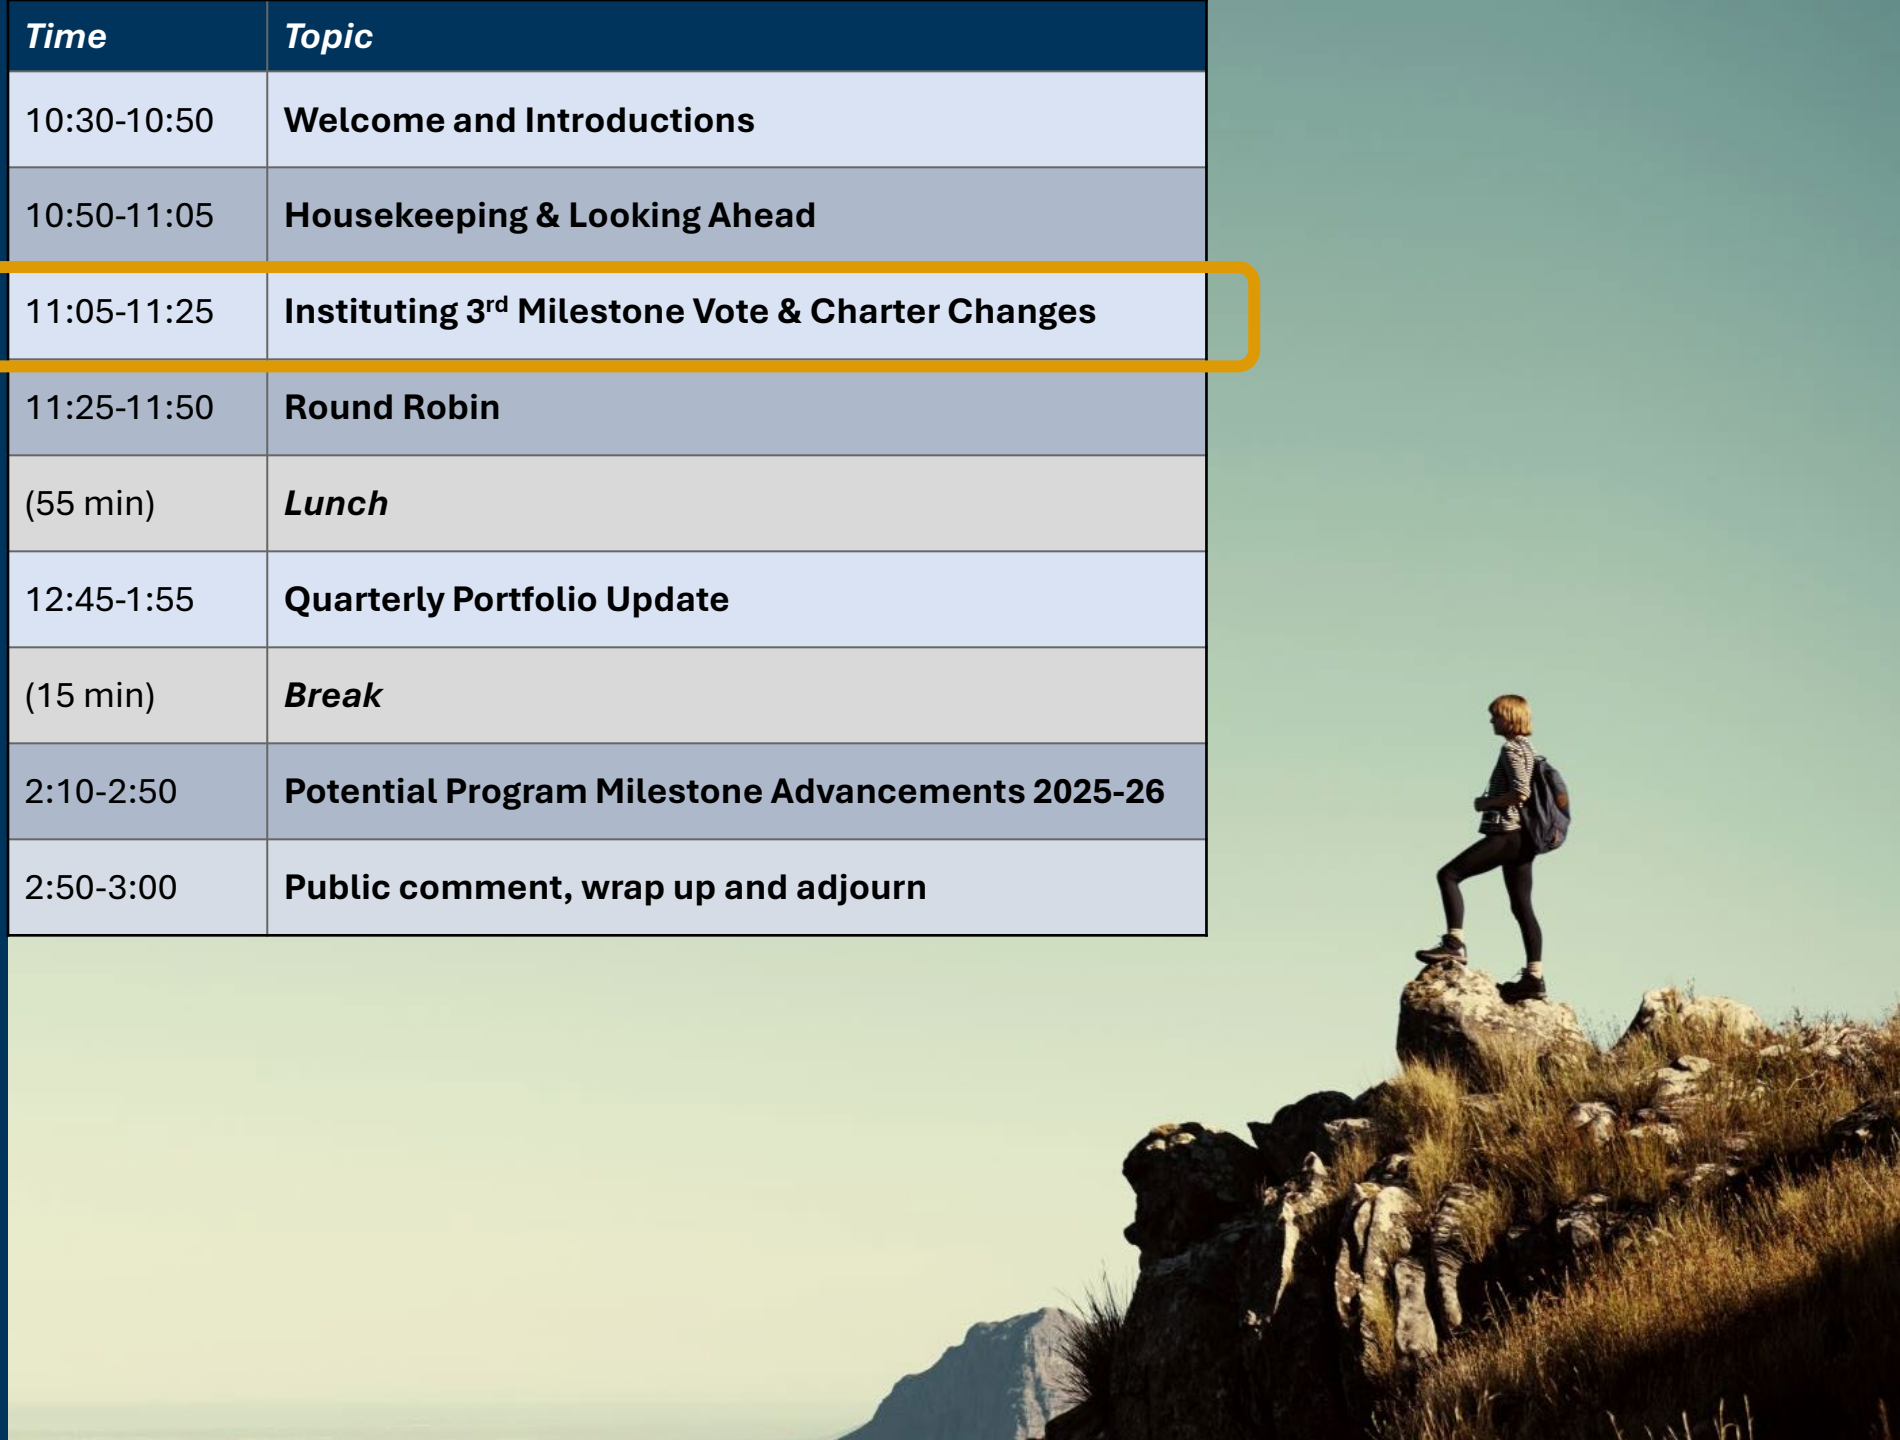 Time Topic
10:30-10:50 Welcome and Introductions
10:50-11:05 Housekeeping & Looking Ahead
11:05-11:25 Instituting 3rd Milestone Vote & Charter Changes
11:25-11:50 Round Robin
(55 min) Lunch
12:45-1:55 Quarterly Portfolio Update
(15 min) Break
2:10-2:50 Potential Program Milestone Advancements 2025-26
2:50-3:00 Public comment, wrap up and adjourn